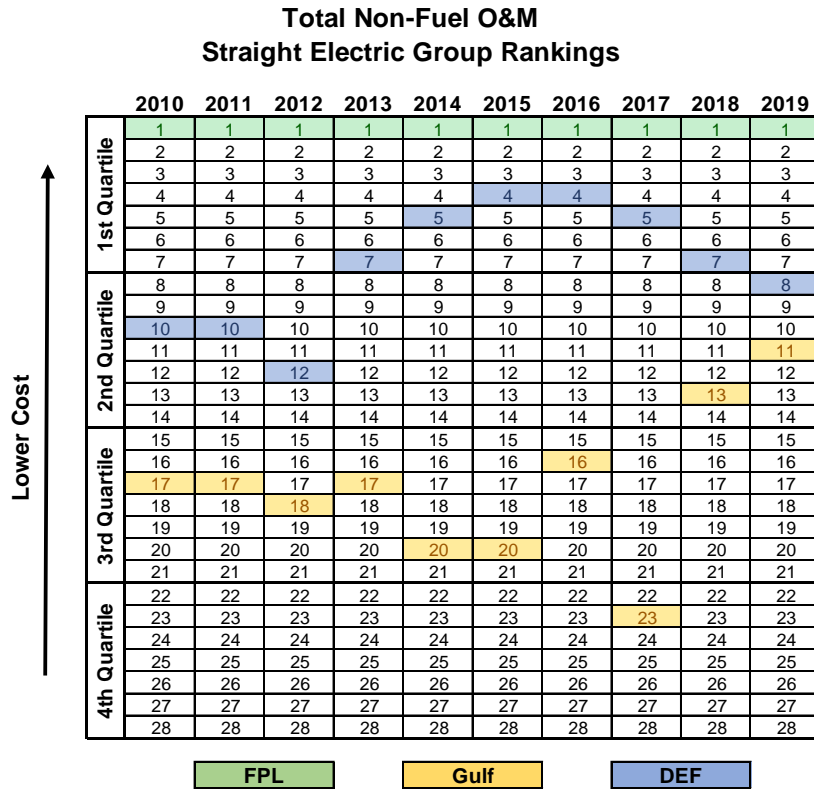 Total Non-Fuel O&M
Straight Electric Group Rankings
2010 2011 2012 2013 2014 2015 2016 2017 2018 2019
Lower Cost
1st Quartile
1 1 1 1 1 1 1 1 1 1
2 2 2 2 2 2 2 2 2 2
3 3 3 3 3 3 3 3 3 3
4 4 4 4 4 4 4 4 4 4
5 5 5 5 5 5 5 5 5 5
6 6 6 6 6 6 6 6 6 6
7 7 7 7 7 7 7 7 7 7
2nd Quartile
8 8 8 8 8 8 8 8 8 8
9 9 9 9 9 9 9 9 9 9
10 10 10 10 10 10 10 10 10 10
11 11 11 11 11 11 11 11 11 11
12 12 12 12 12 12 12 12 12 12
13 13 13 13 13 13 13 13 13 13
14 14 14 14 14 14 14 14 14 14
3rd Quartile
15 15 15 15 15 15 15 15 15 15
16 16 16 16 16 16 16 16 16 16
17 17 17 17 17 17 17 17 17 17
18 18 18 18 18 18 18 18 18 18
19 19 19 19 19 19 19 19 19 19
20 20 20 20 20 20 20 20 20 20
21 21 21 21 21 21 21 21 21 21
4th Quartile
22 22 22 22 22 22 22 22 22 22
23 23 23 23 23 23 23 23 23 23
24 24 24 24 24 24 24 24 24 24
25 25 25 25 25 25 25 25 25 25
26 26 26 26 26 26 26 26 26 26
27 27 27 27 27 27 27 27 27 27
28 28 28 28 28 28 28 28 28 28
FPL Gulf DEF